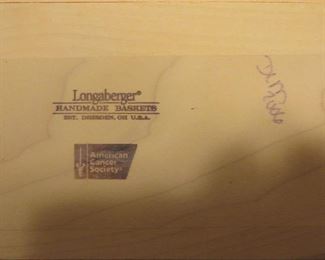 Longaberger®
HANDMADE BASKETS
EST. DRESDEN, OH U.S.A.
American
Cancer
Society®